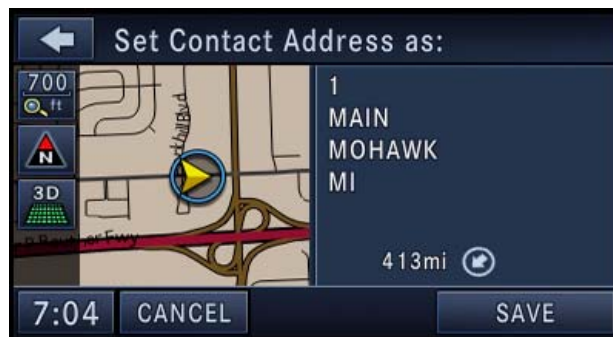 Set Contact Address as:
700
ft
N
3D
1
MAIN
MOHAWK
MI
413mi
7:04
CANCEL
SAVE